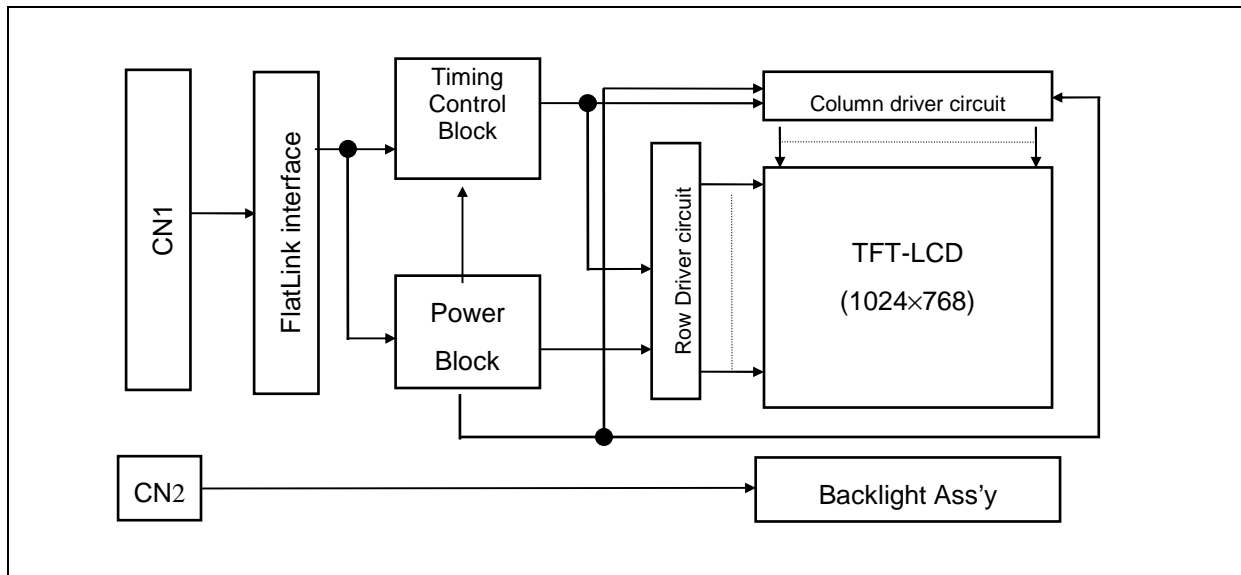 CN1
FlatLink interface
Timing
Control
Block
Power
Block
Row Driver circuit
Column driver circuit
TFT-LCD
(1024×768)
CN2
Backlight Ass'y